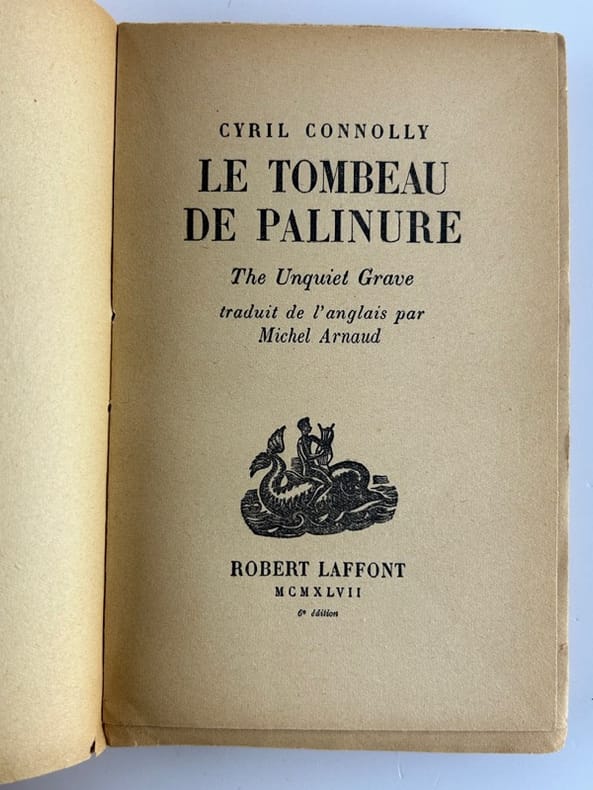 CYRIL CONNOLLY
LE TOMBEAU
DE PALINURE
The Unquiet Grave
traduit de l'anglais par
Michel Arnaud
ROBERT LAFFONT
MCMXLVII
6e édition